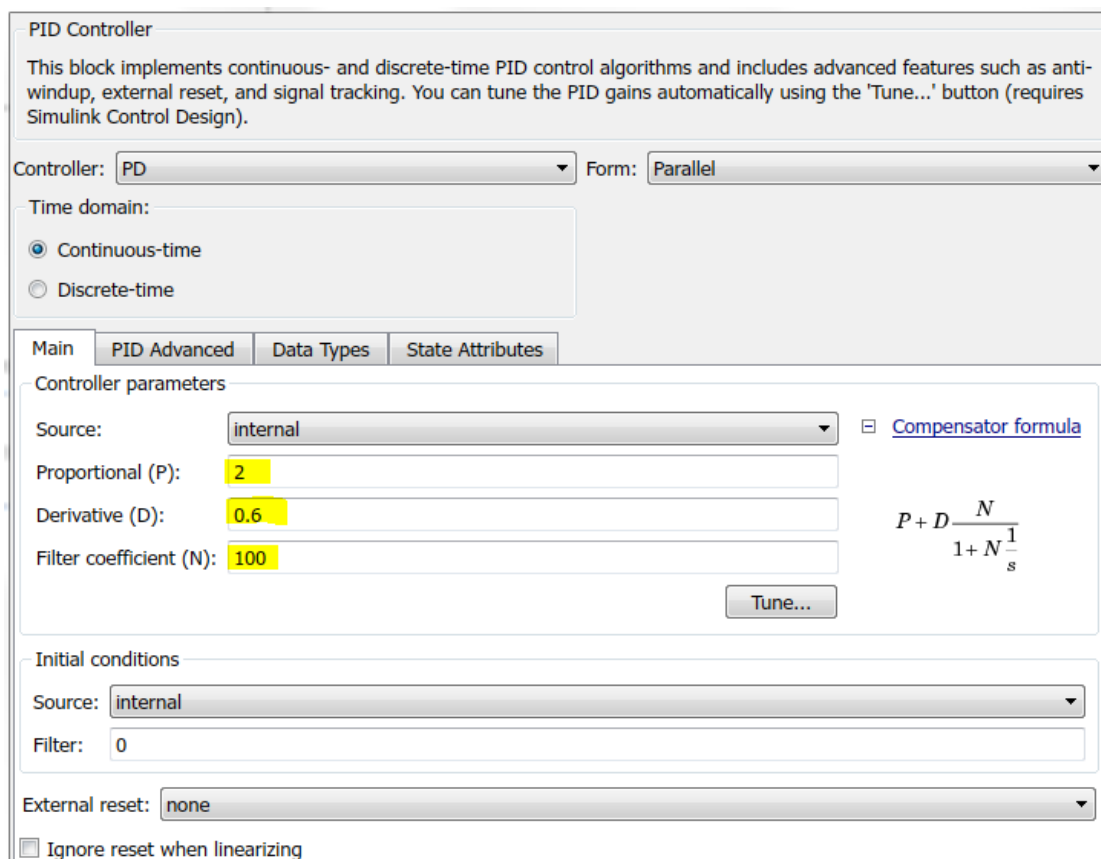 PID Controller
This block implements continuous- and discrete-time PID control algorithms and includes advanced features such as anti-
windup, external reset, and signal tracking. You can tune the PID gains automatically using the 'Tune...' button (requires
Simulink Control Design).
Controller: PD Form: Parallel
Time domain:
Continuous-time
Discrete-time
Main PID Advanced Data Types State Attributes
Controller parameters
Source: internal Compensator formula
Proportional (P): 2
Derivative (D): 0.6
Filter coefficient (N): 100
P + D N / (1 + N 1/s)
Tune...
Initial conditions
Source: internal
Filter: 0
External reset: none
Ignore reset when linearizing